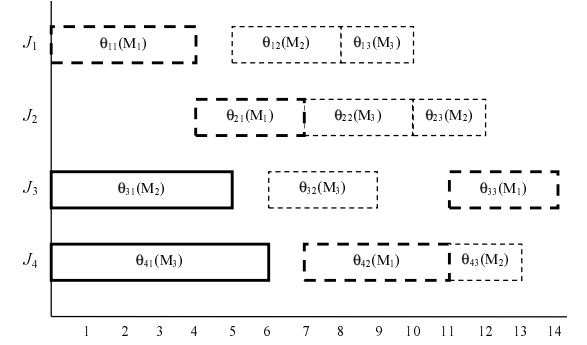 J1 θ11(M1) θ12(M2) θ13(M3)
J2 θ21(M1) θ22(M3) θ23(M2)
J3 θ31(M2) θ32(M3) θ33(M1)
J4 θ41(M3) θ42(M1) θ43(M2)
1 2 3 4 5 6 7 8 9 10 11 12 13 14